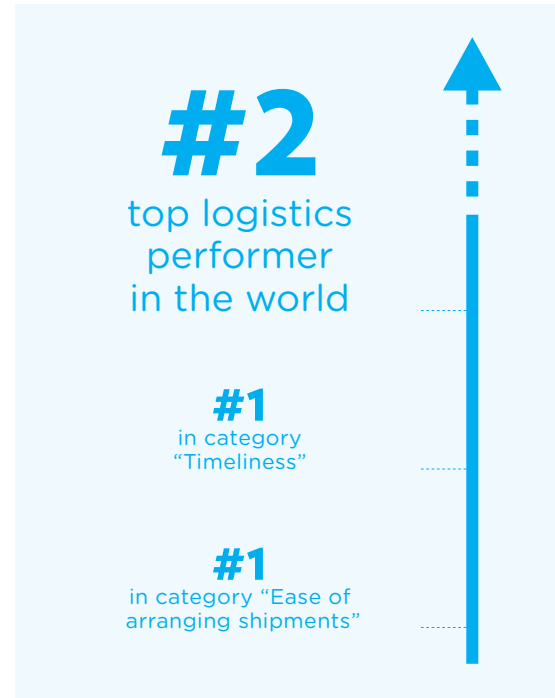 #2
top logistics
performer
in the world
#1
in category
“Timeliness”
#1
in category “Ease of
arranging shipments”